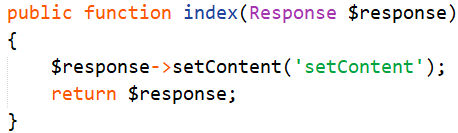 public function index(Response $response)
{
    $response->setContent('setContent');
    return $response;
}